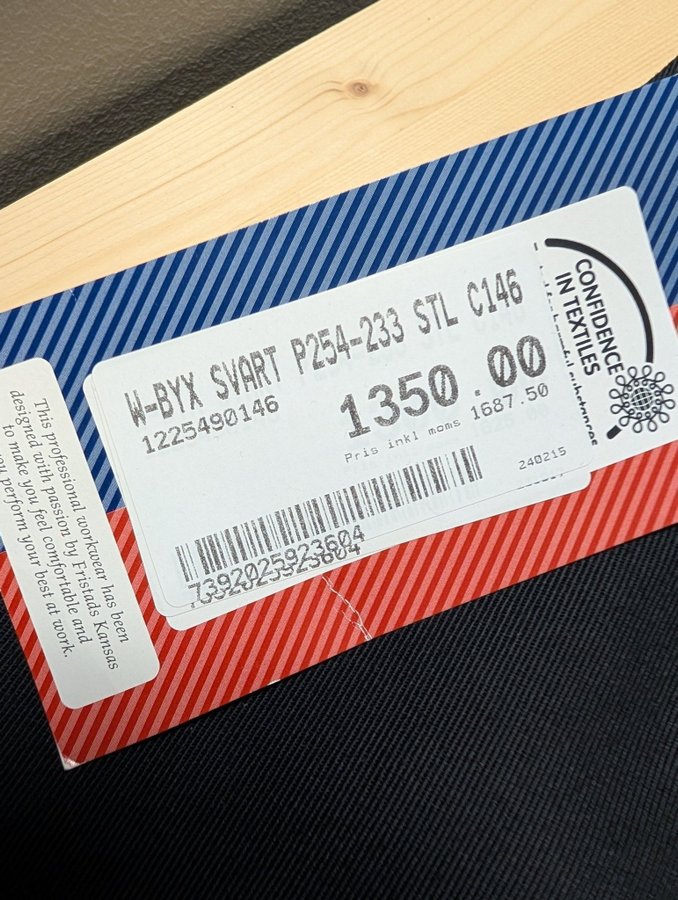 W-BYX SVART P254-233 STL C146
1225490146
1350.00
Pris inkl moms 1687.50
240215
7392025923604
CONFIDENCE
IN TEXTILES
This professional workwear has been
designed with passion by Fristads Kansas
to make you feel comfortable and
you perform your best at work.